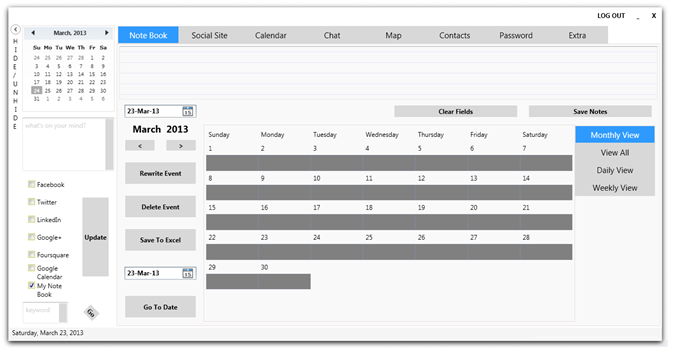 LOG OUT _ X
HIDE/UNHIDE
March, 2013
Su Mo Tu We Th Fr Sa
24 25 26 27 28 1 2
3 4 5 6 7 8 9
10 11 12 13 14 15 16
17 18 19 20 21 22 23
24 25 26 27 28 29 30
31 1 2 3 4 5 6
what's on your mind?
Facebook
Twitter
LinkedIn
Google+
Foursquare
Google
Calendar
My Note
Book
Update
keyword
Go
Note Book Social Site Calendar Chat Map Contacts Password Extra
23-Mar-13 15 Clear Fields Save Notes
March 2013
< >
Rewrite Event
Delete Event
Save To Excel
23-Mar-13 15
Go To Date
Sunday Monday Tuesday Wednesday Thursday Friday Saturday
1 2 3 4 5 6 7
8 9 10 11 12 13 14
15 16 17 18 19 20 21
22 23 24 25 26 27 28
29 30
Monthly View
View All
Daily View
Weekly View
Saturday, March 23, 2013